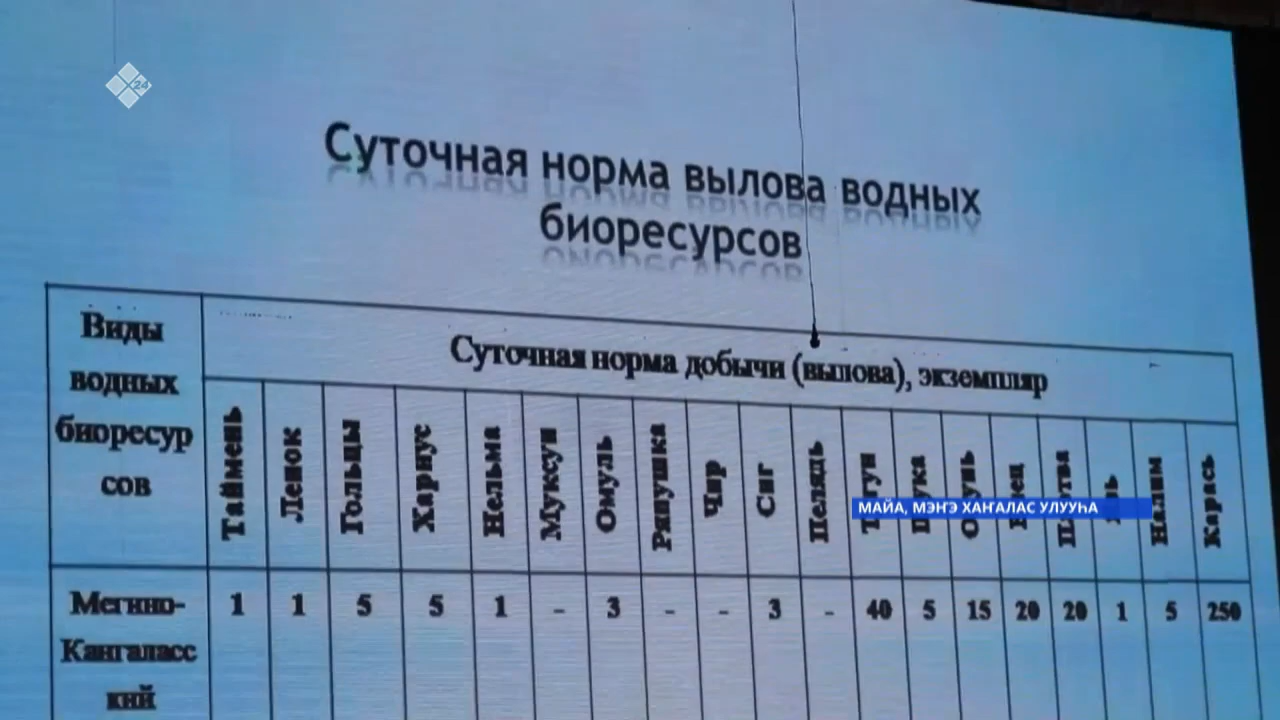 24
Суточная норма вылова водных
биоресурсов
Виды
водных
биоресур
сов
Суточная норма добычи (вылова), экземпляр
Таймень
Ленок
Гольцы
Хариус
Нельма
Муксун
Омуль
Ряпушка
Чир
Сиг
Пелядь
Окунь
Налим
Карась
МАЙА, МЭҤЭ ХАҤАЛАС УЛУУҺА
Мегино-
Кангаласс
кий
1 1 5 5 1 - 3 - - 3 - 40 5 15 20 20 1 5 250